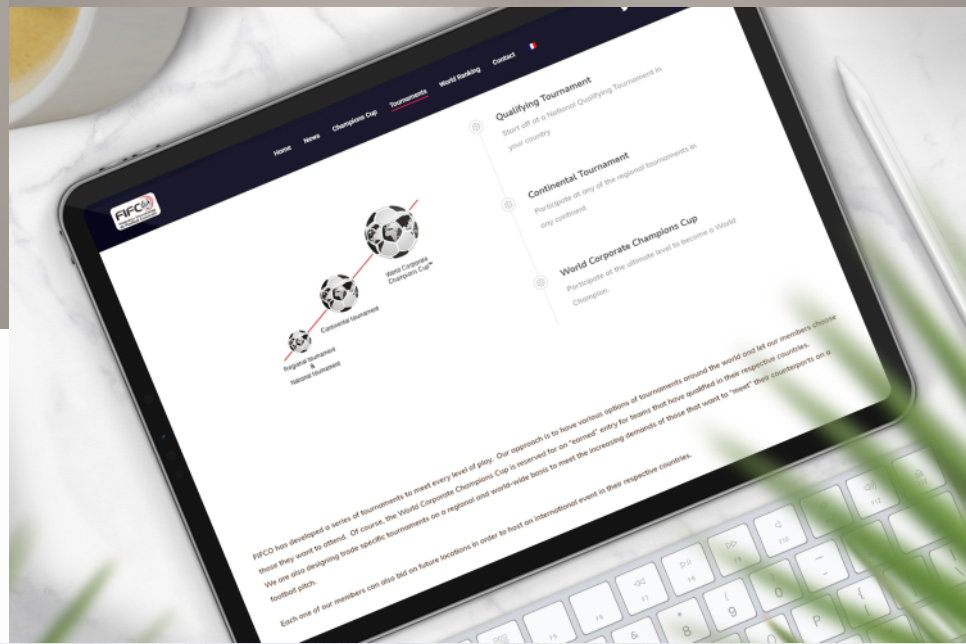 Home News Champions Cup Tournaments World Ranking Contact
FIFCO
Qualifying Tournament
Start off at a National Qualifying Tournament in
your country
Continental Tournament
Participate at any of the regional tournaments in
any continent
World Corporate Champions Cup
Participate at the ultimate level to become a World
Champion.
World Corporate
Champions Cup™
Continental tournament
Regional tournament
&
National tournament
FIFCO has developed a series of tournaments to meet every level of play. Our approach is to have various options of tournaments around the world and let our members choose
those they want to attend. Of course, the World Corporate Champions Cup is reserved for an "earned" entry for teams that have qualified in their respective countries.
We are also designing trade specific tournaments on a regional and world-wide basis to meet the increasing demands of those that want to "meet" their counterparts on a
football pitch.
Each one of our members can also bid on future locations in order to host an international event in their respective countries.
F7
F8
F9
F10
F12
&
*
8
(
9
)
0